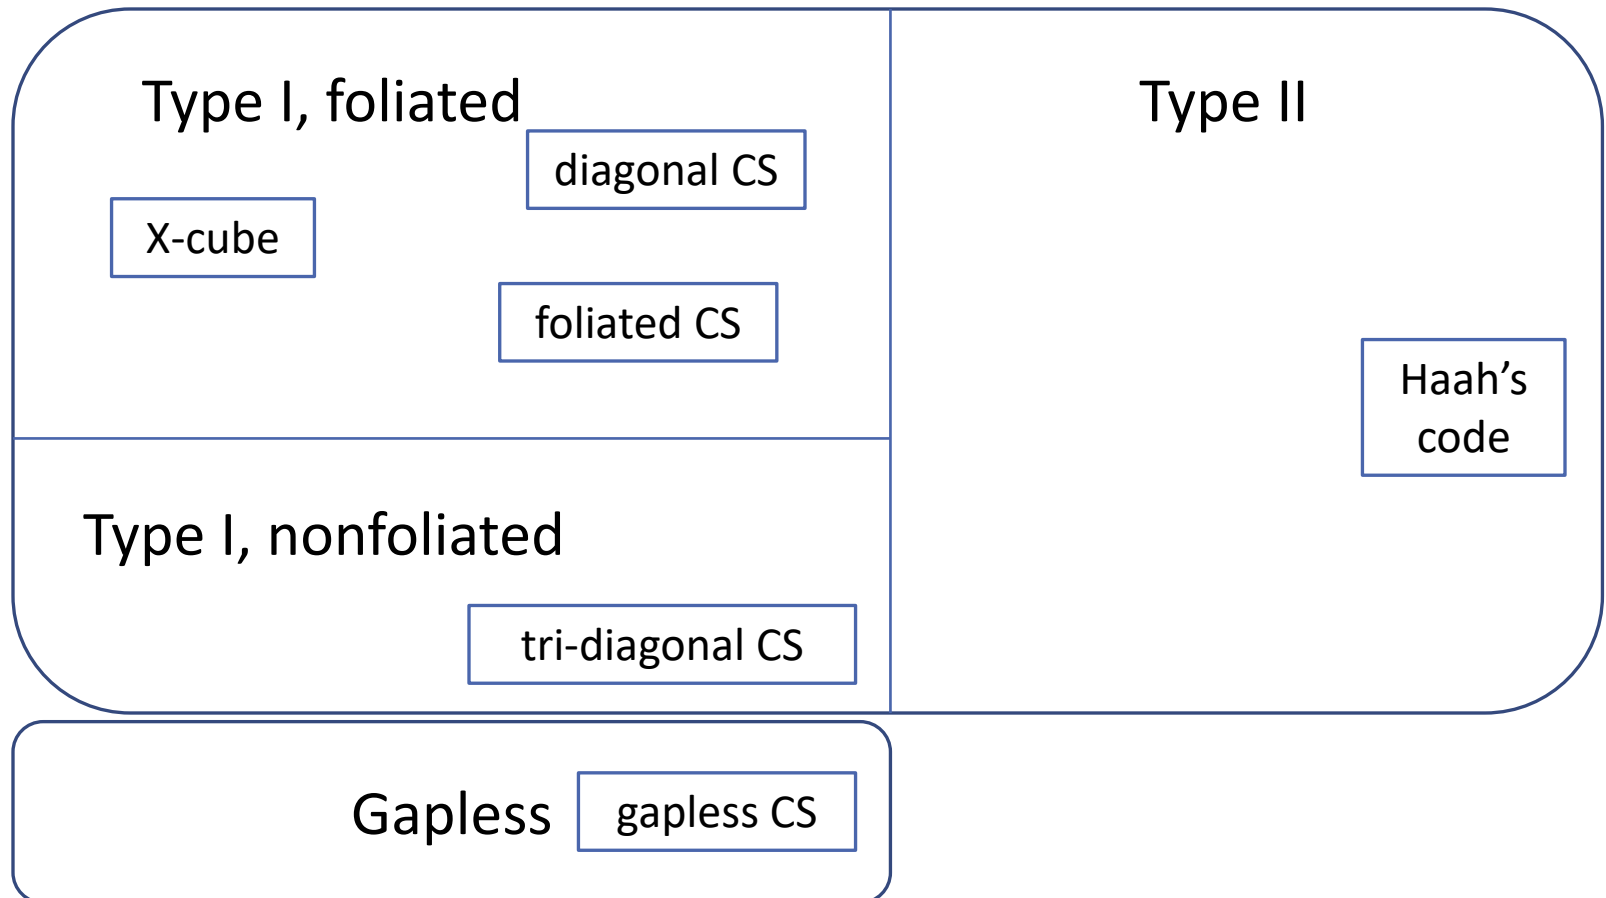 Type I, foliated
Type II
diagonal CS
X-cube
foliated CS
Haah’s
code
Type I, nonfoliated
tri-diagonal CS
Gapless
gapless CS